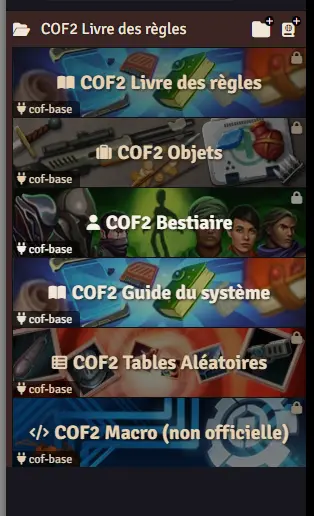 COF2 Livre des règles
COF2 Livre des règles
cof-base
COF2 Objets
cof-base
COF2 Bestiaire
cof-base
COF2 Guide du système
cof-base
COF2 Tables Aléatoires
cof-base
</> COF2 Macro (non officielle)
cof-base